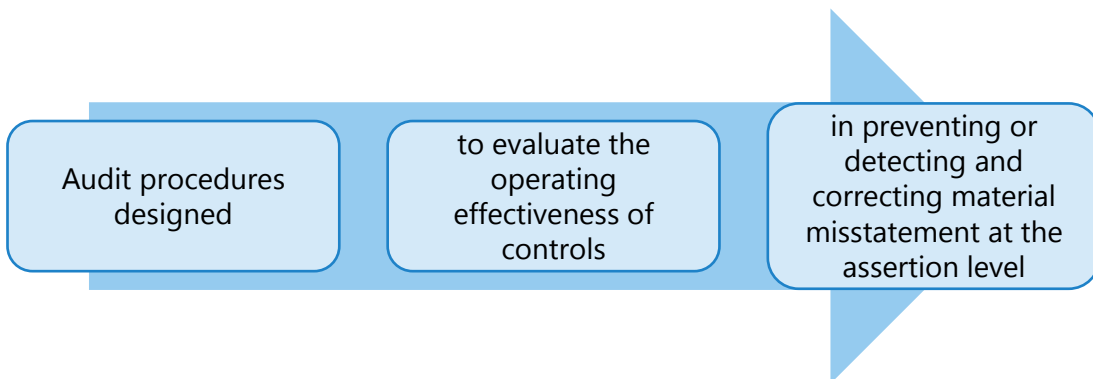 Audit procedures
designed
to evaluate the
operating
effectiveness of
controls
in preventing or
detecting and
correcting material
misstatement at the
assertion level